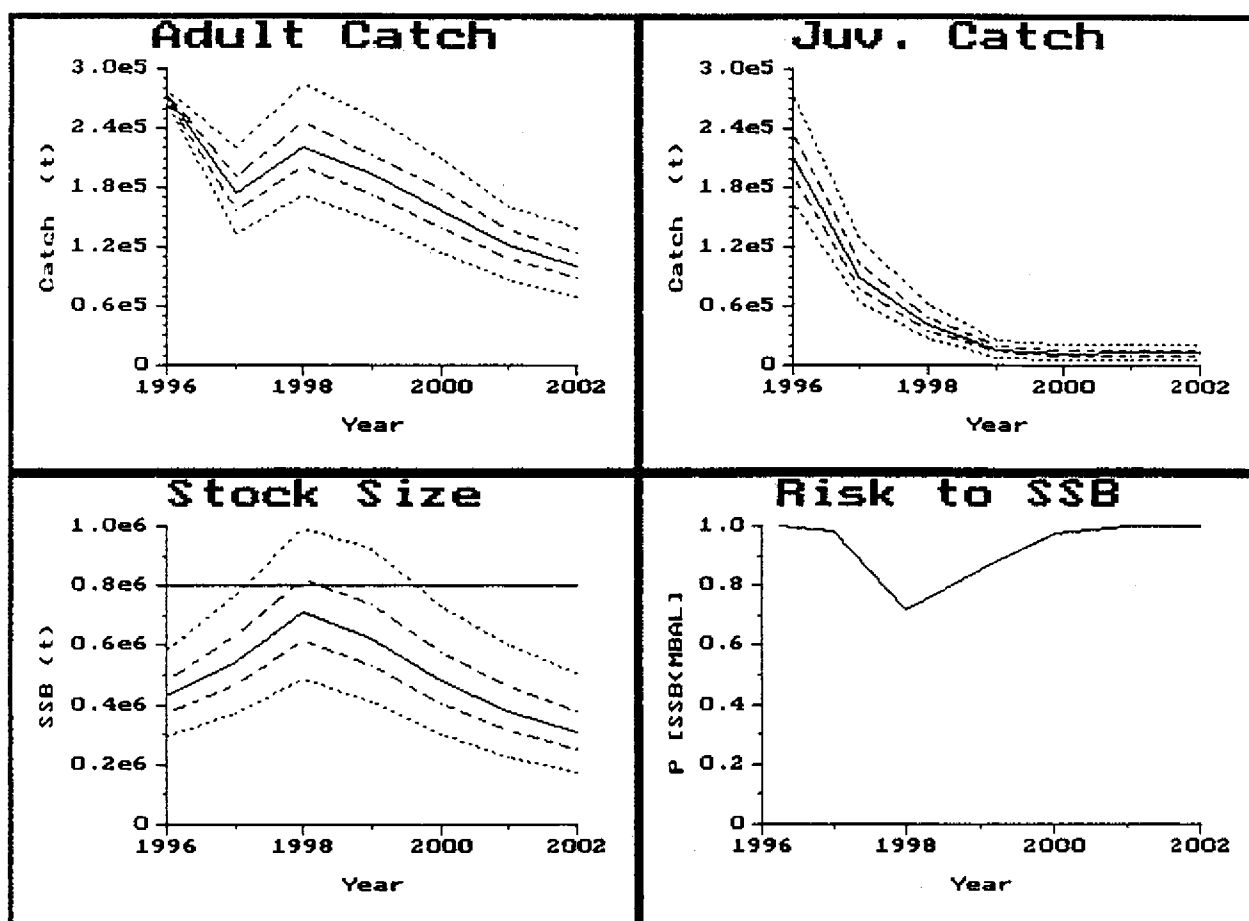 Adult Catch
3.0e5
2.4e5
1.8e5
1.2e5
0.6e5
0
Catch (t)
1996 1998 2000 2002
Year
Juv. Catch
3.0e5
2.4e5
1.8e5
1.2e5
0.6e5
0
Catch (t)
1996 1998 2000 2002
Year
Stock Size
1.0e6
0.8e6
0.6e6
0.4e6
0.2e6
0
SSB (t)
1996 1998 2000 2002
Year
Risk to SSB
1.0
0.8
0.6
0.4
0.2
0
P [SSB<MBAL]
1996 1998 2000 2002
Year